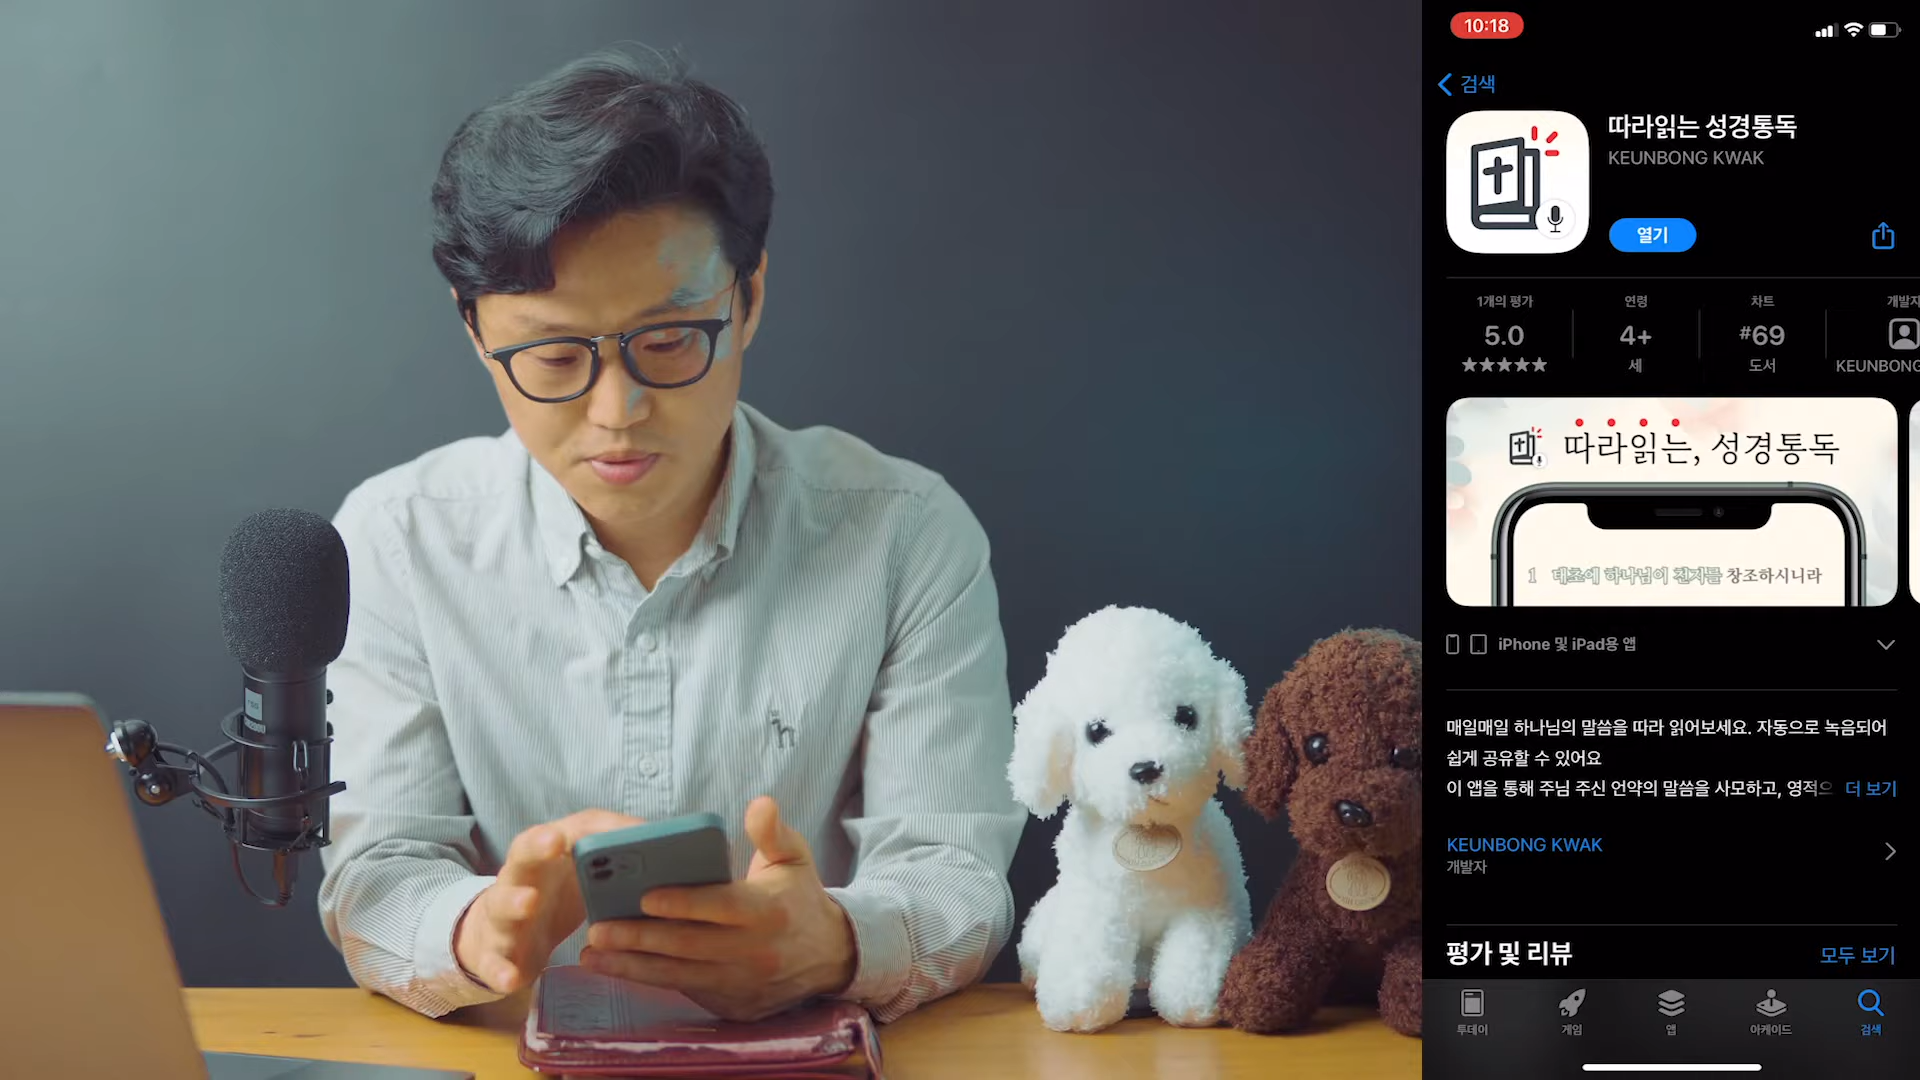 10:18
검색
따라읽는 성경통독
KEUNBONG KWAK
열기
1개의 평가
5.0
세
연령
4+
차트
#69
도서
개발자
KEUNBONG
따라읽는, 성경통독
1 태초에 하나님이 천지를 창조하시니라
iPhone 및 iPad용 앱
매일매일 하나님의 말씀을 따라 읽어보세요. 자동으로 녹음되어
쉽게 공유할 수 있어요
이 앱을 통해 주님 주신 언약의 말씀을 사모하고, 영적으 더 보기
KEUNBONG KWAK
개발자
평가 및 리뷰
모두 보기
투데이
게임
앱
아케이드
검색